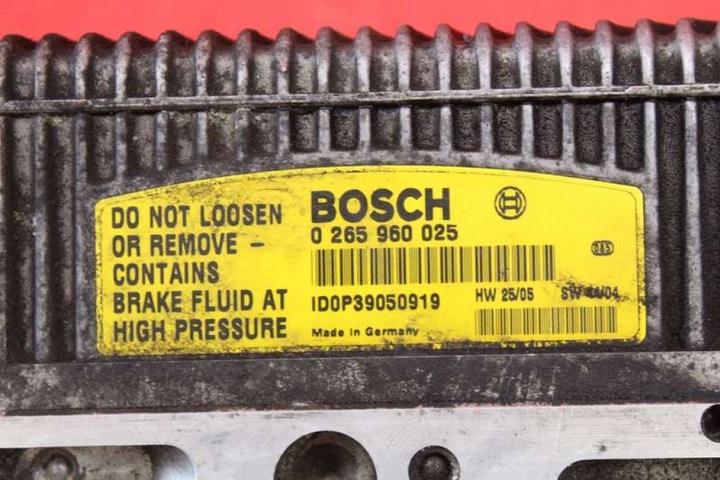 DO NOT LOOSEN
OR REMOVE –
CONTAINS
BRAKE FLUID AT
HIGH PRESSURE
BOSCH
0 265 960 025
085
ID0P39050919
HW 25/05
Made in Germany